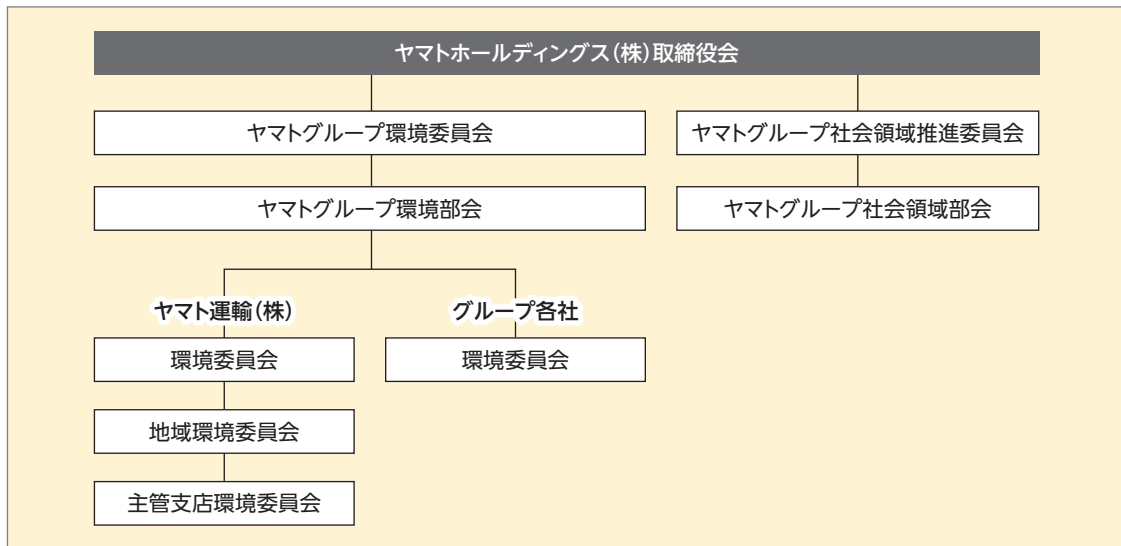 ヤマトホールディングス(株)取締役会
ヤマトグループ環境委員会
ヤマトグループ社会領域推進委員会
ヤマトグループ環境部会
ヤマトグループ社会領域部会
ヤマト運輸(株)
グループ各社
環境委員会
環境委員会
地域環境委員会
主管支店環境委員会